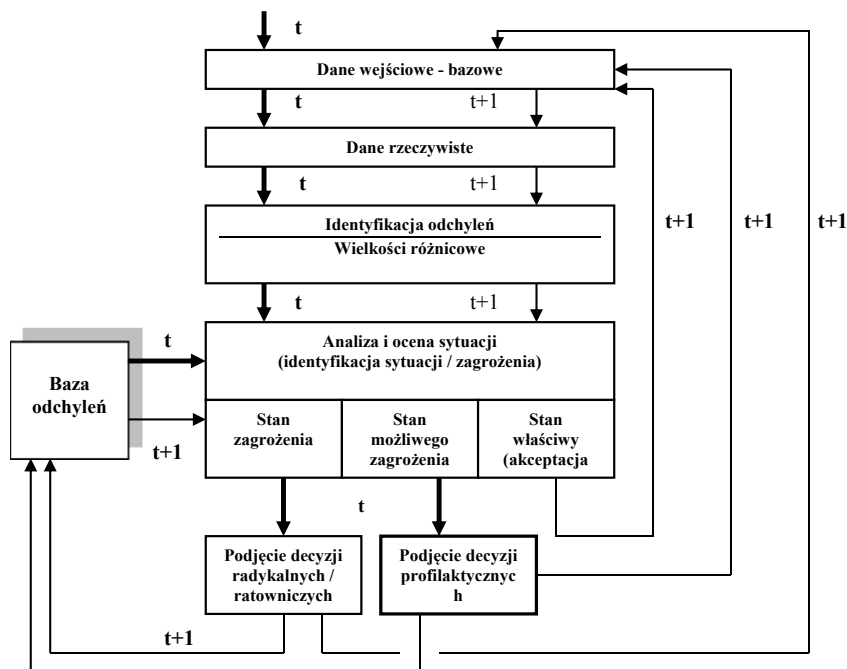 t
Dane wejściowe - bazowe
t
t+1
Dane rzeczywiste
t
t+1
Identyfikacja odchyleń
Wielkości różnicowe
t+1
t+1
t+1
t
t+1
Analiza i ocena sytuacji
(identyfikacja sytuacji / zagrożenia)
t
Baza
odchyleń
t+1
Stan
zagrożenia
Stan
możliwego
zagrożenia
Stan
właściwy
(akceptacja
t
Podjęcie decyzji
radykalnych /
ratowniczych
Podjęcie decyzji
profilaktycznyc
h
t+1